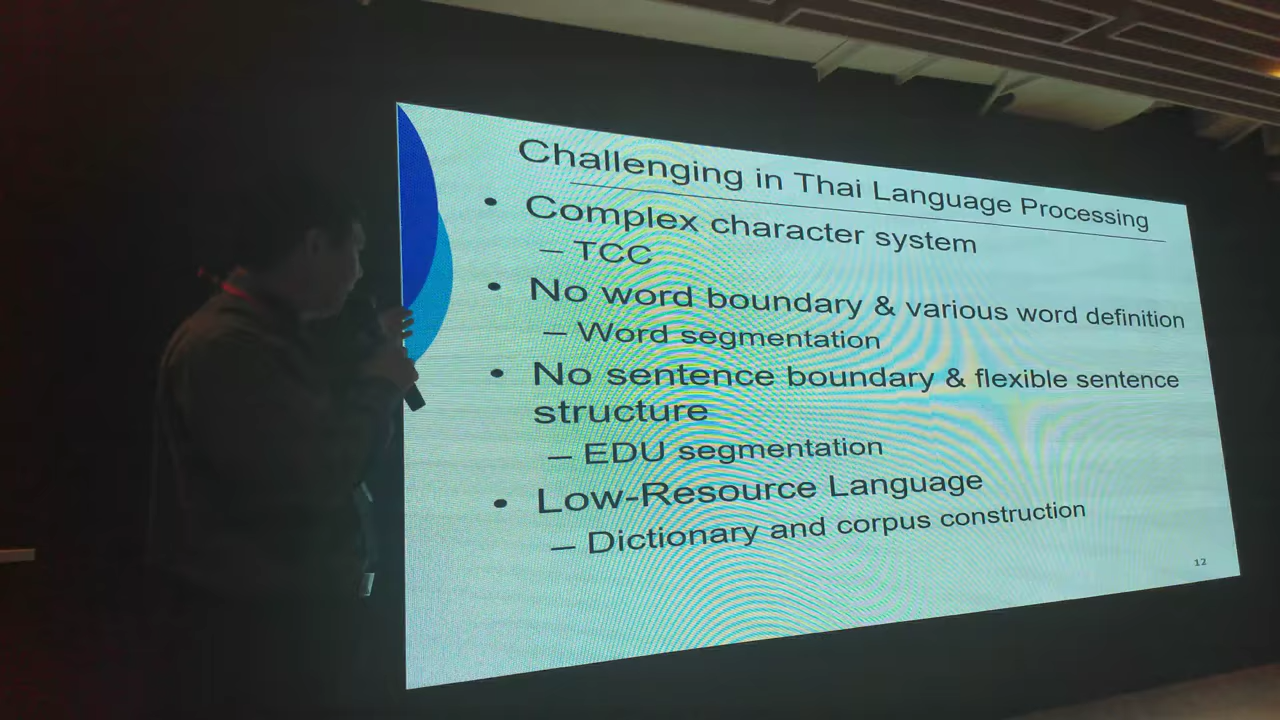 Challenging in Thai Language Processing
• Complex character system
– TCC
• No word boundary & various word definition
– Word segmentation
• No sentence boundary & flexible sentence
structure
– EDU segmentation
• Low-Resource Language
– Dictionary and corpus construction
12